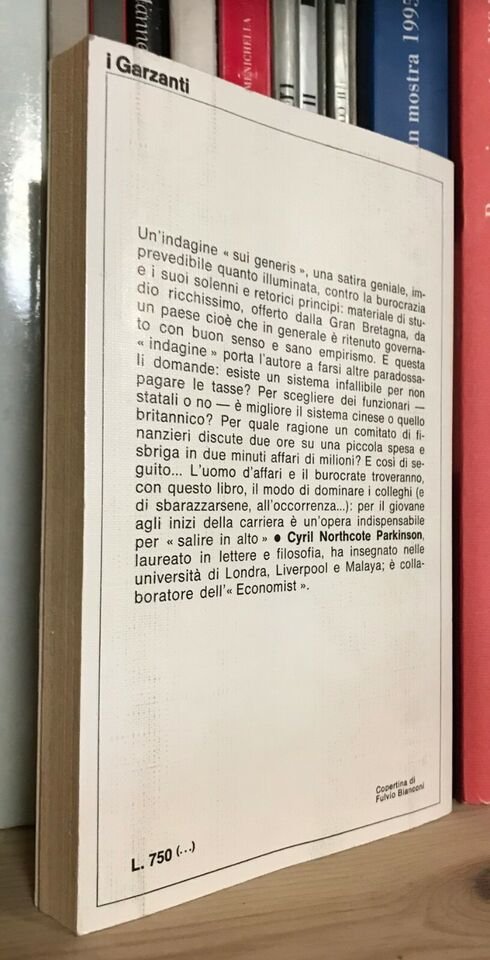 i Garzanti
Un'indagine « sui generis », una satira geniale, im-
prevedibile quanto illuminata, contro la burocrazia
e i suoi solenni e retorici principi: materiale di stu-
dio ricchissimo, offerto dalla Gran Bretagna, da
un paese cioè che in generale è ritenuto governa-
to con buon senso e sano empirismo. E questa
« indagine » porta l'autore a farsi altre paradossa-
li domande: esiste un sistema infallibile per non
pagare le tasse? Per scegliere dei funzionari —
statali o no — è migliore il sistema cinese o quello
britannico? Per quale ragione un comitato di fi-
nanzieri discute due ore su una piccola spesa e
sbriga in due minuti affari di milioni? E così di se-
guito... L'uomo d'affari e il burocrate troveranno,
con questo libro, il modo di dominare i colleghi (e
di sbarazzarsene, all'occorrenza...): per il giovane
agli inizi della carriera è un'opera indispensabile
per « salire in alto » ● Cyril Northcote Parkinson,
laureato in lettere e filosofia, ha insegnato nelle
università di Londra, Liverpool e Malaya; è colla-
boratore dell'« Economist ».
Copertina di
Fulvio Bianconi
L. 750 (...)
in mostra 1995
MENICHELLA